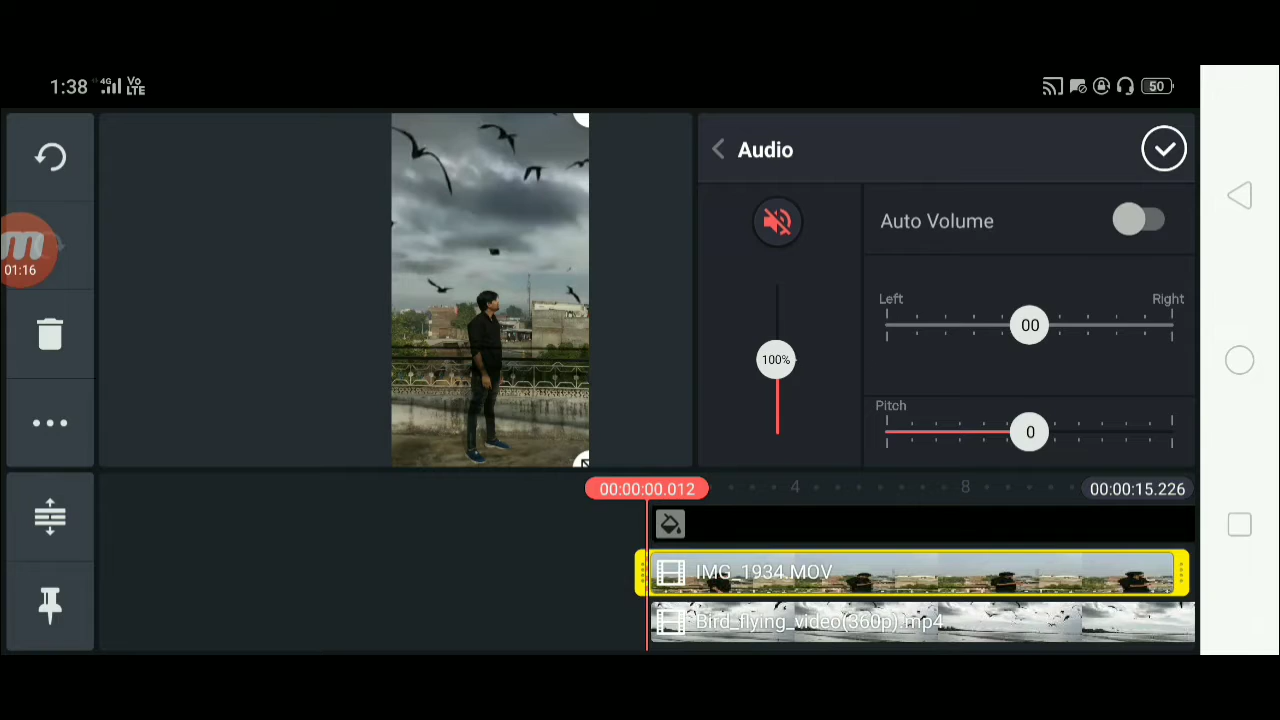 1:38 4G Vo LTE 50
Audio
Auto Volume
m
01:16
Left Right
00
100%
Pitch
0
00:00:00.012 4 8 00:00:15.226
IMG_1934.MOV
Bird_flying_video(360p).mp4